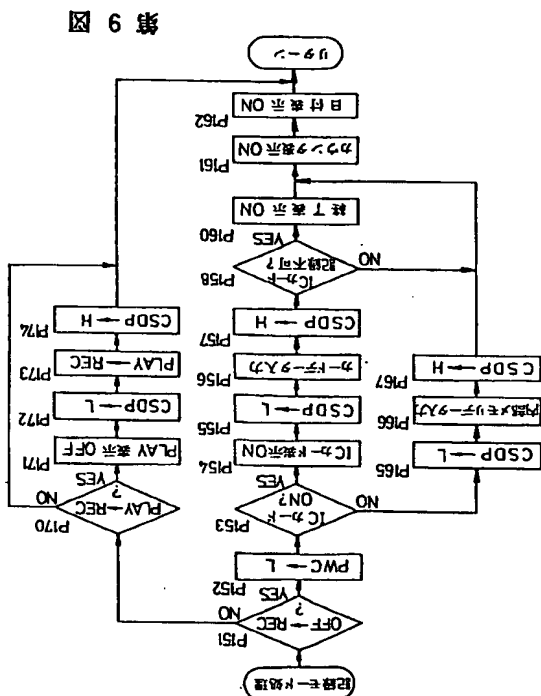 記録モード処理
P151
OFF→REC
?
YES
NO
P152
PWC←L
P153
ICカード
ON?
YES
NO
P154
ICカード表示ON
P155
CSDP←L
P156
カードデータ入力
P157
CSDP←H
P158
ICカード
記録不可?
YES
NO
P160
終了表示ON
P161
カウンタ表示ON
P162
日付表示ON
リターン
P165
CSDP←L
P166
内部メモリデータ入力
P167
CSDP←H
P170
PLAY→REC
?
YES
NO
P171
PLAY表示OFF
P172
CSDP←L
P173
PLAY→REC
P174
CSDP←H
第9図